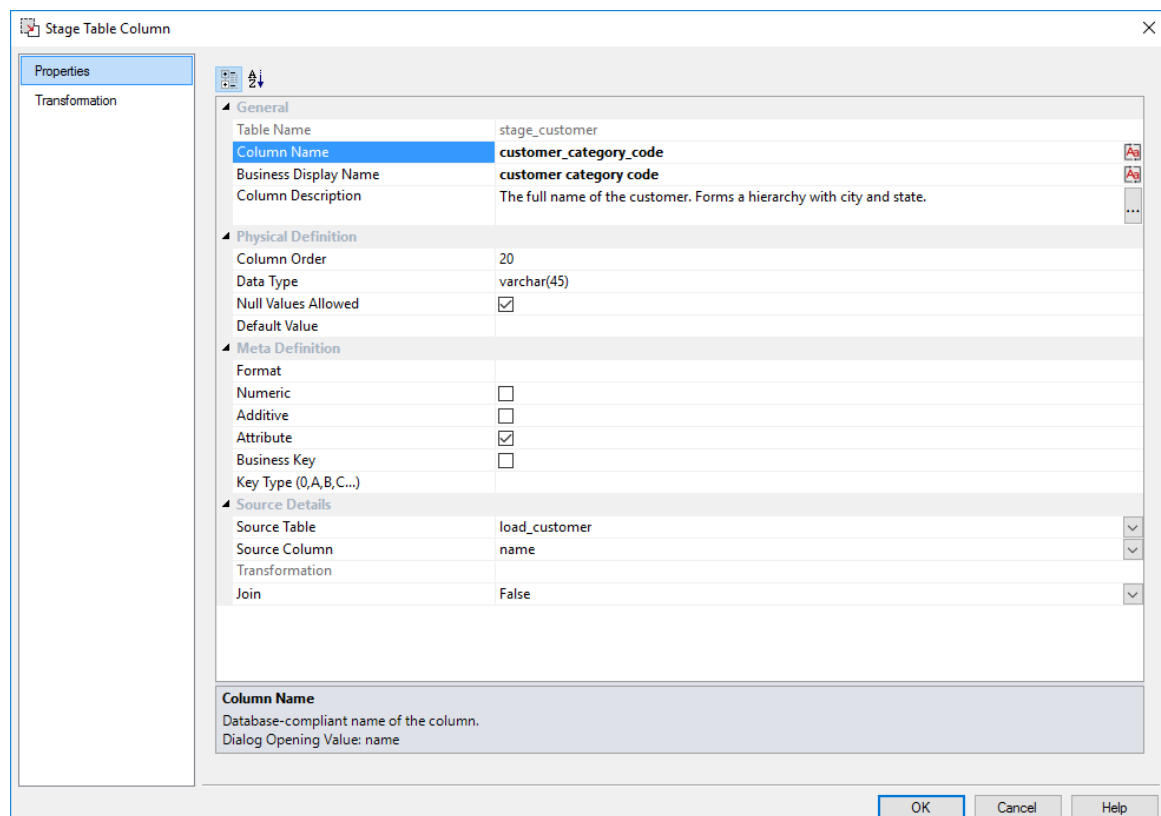 Stage Table Column
Properties
Transformation
General
Table Name stage_customer
Column Name customer_category_code
Business Display Name customer category code
Column Description The full name of the customer. Forms a hierarchy with city and state.
...
Physical Definition
Column Order 20
Data Type varchar(45)
Null Values Allowed
Default Value
Meta Definition
Format
Numeric
Additive
Attribute
Business Key
Key Type (0,A,B,C...)
Source Details
Source Table load_customer
Source Column name
Transformation
Join False
Column Name
Database-compliant name of the column.
Dialog Opening Value: name
OK Cancel Help